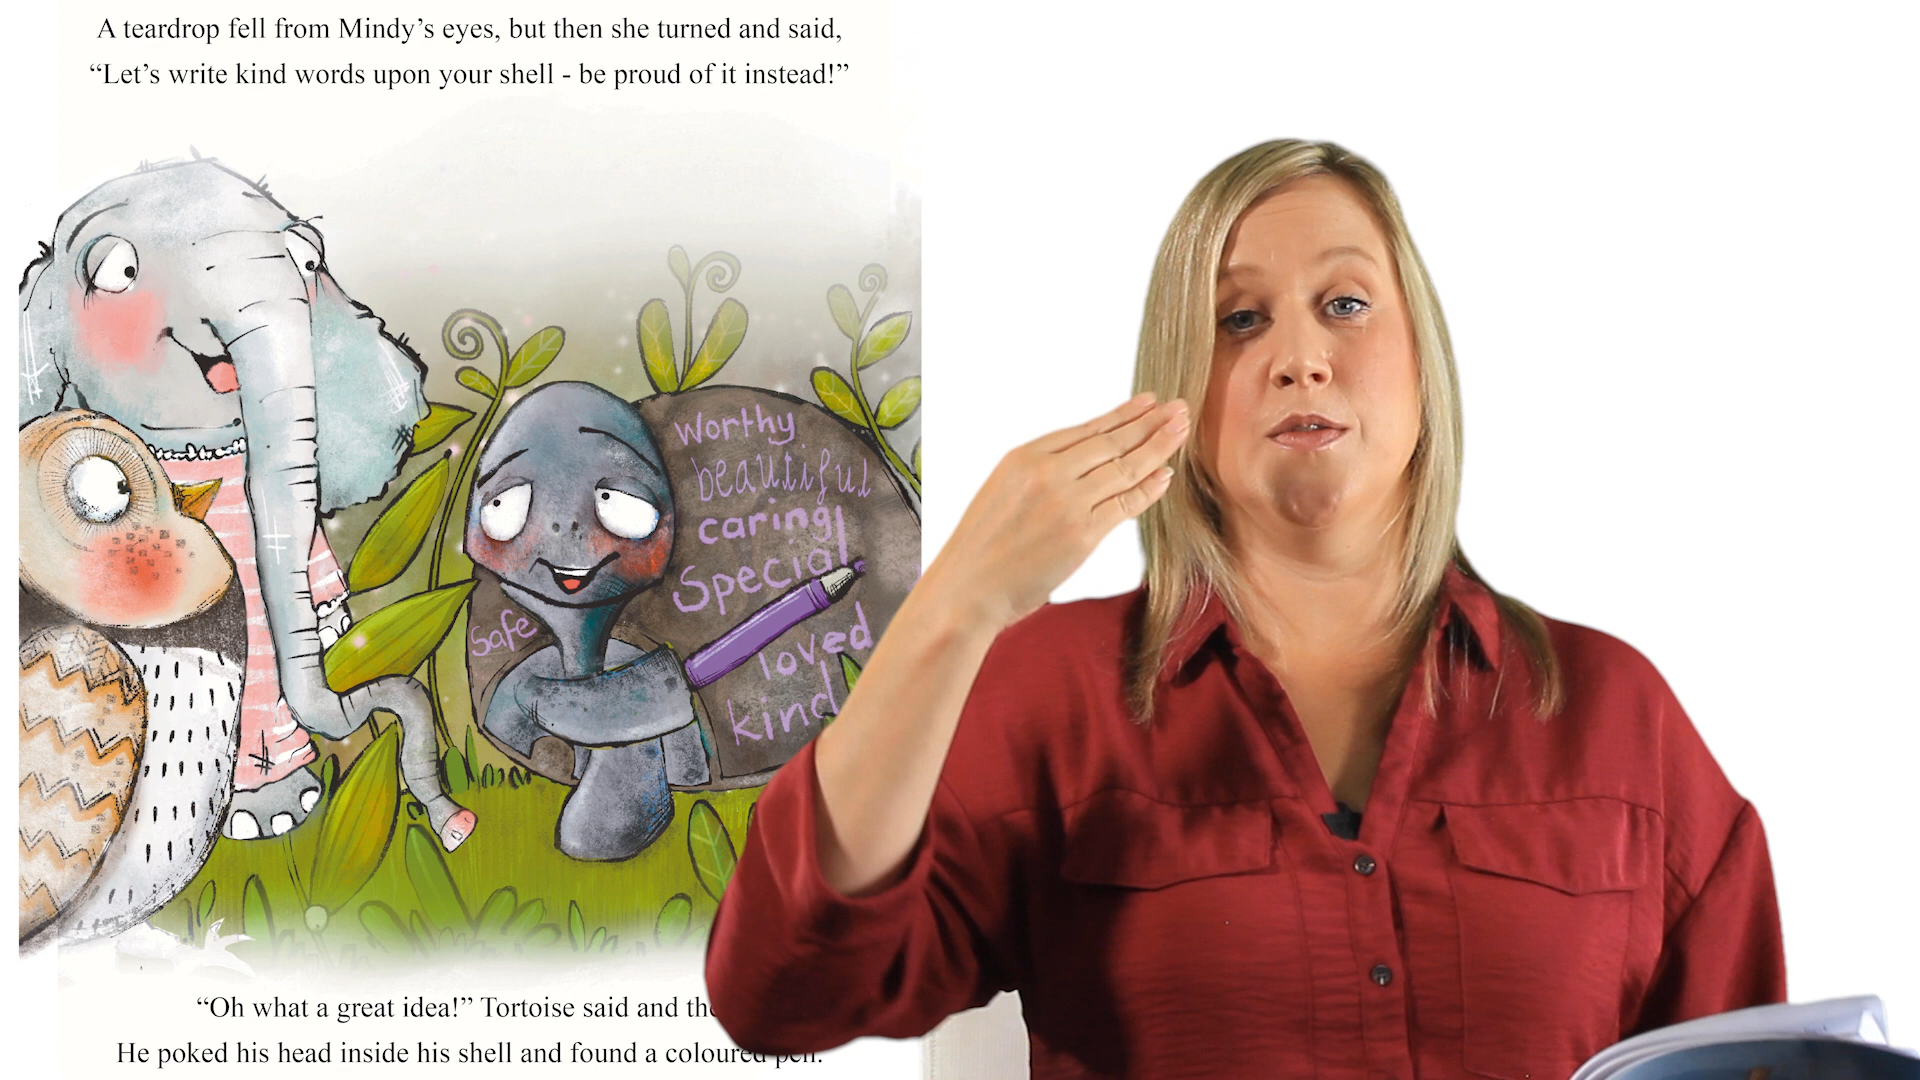 A teardrop fell from Mindy’s eyes, but then she turned and said,
“Let’s write kind words upon your shell - be proud of it instead!”
Worthy
beautiful
caring
Special
Safe
loved
kind
“Oh what a great idea!” Tortoise said and
He poked his head inside his shell and found a coloured pen.